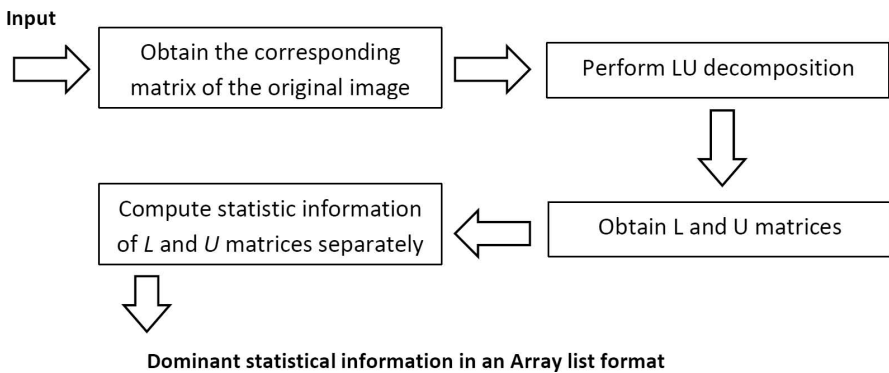 Input
Obtain the corresponding
matrix of the original image
Perform LU decomposition
Obtain L and U matrices
Compute statistic information
of L and U matrices separately
Dominant statistical information in an Array list format